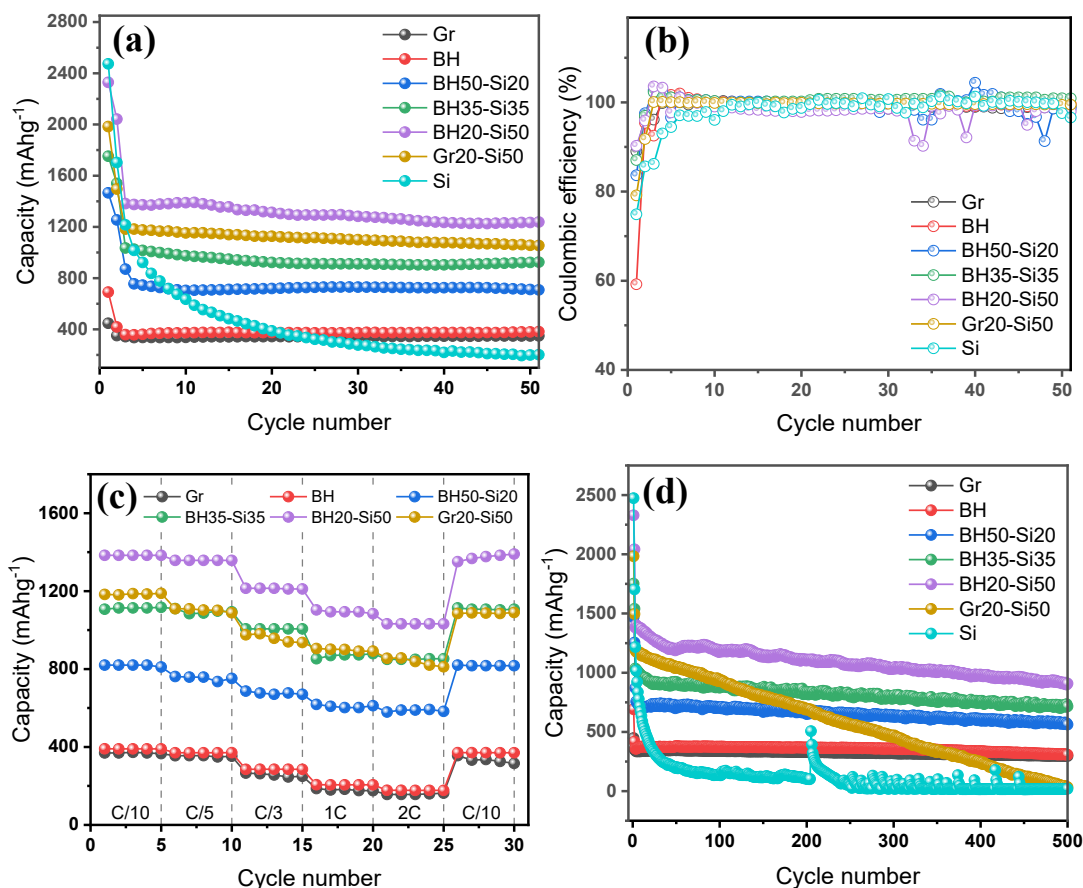 (a)
Gr
BH
BH50-Si20
BH35-Si35
BH20-Si50
Gr20-Si50
Si
Capacity (mAhg-1)
2800
2400
2000
1600
1200
800
400
0 10 20 30 40 50
Cycle number
(b)
Gr
BH
BH50-Si20
BH35-Si35
BH20-Si50
Gr20-Si50
Si
Coulombic efficiency (%)
100
80
60
40
0 10 20 30 40 50
Cycle number
(c)
Gr BH BH50-Si20
BH35-Si35 BH20-Si50 Gr20-Si50
Capacity (mAhg-1)
1600
1200
800
400
0
C/10 C/5 C/3 1C 2C C/10
0 5 10 15 20 25 30
Cycle number
(d)
Gr
BH
BH50-Si20
BH35-Si35
BH20-Si50
Gr20-Si50
Si
Capacity (mAhg-1)
2500
2000
1500
1000
500
0
0 100 200 300 400 500
Cycle number